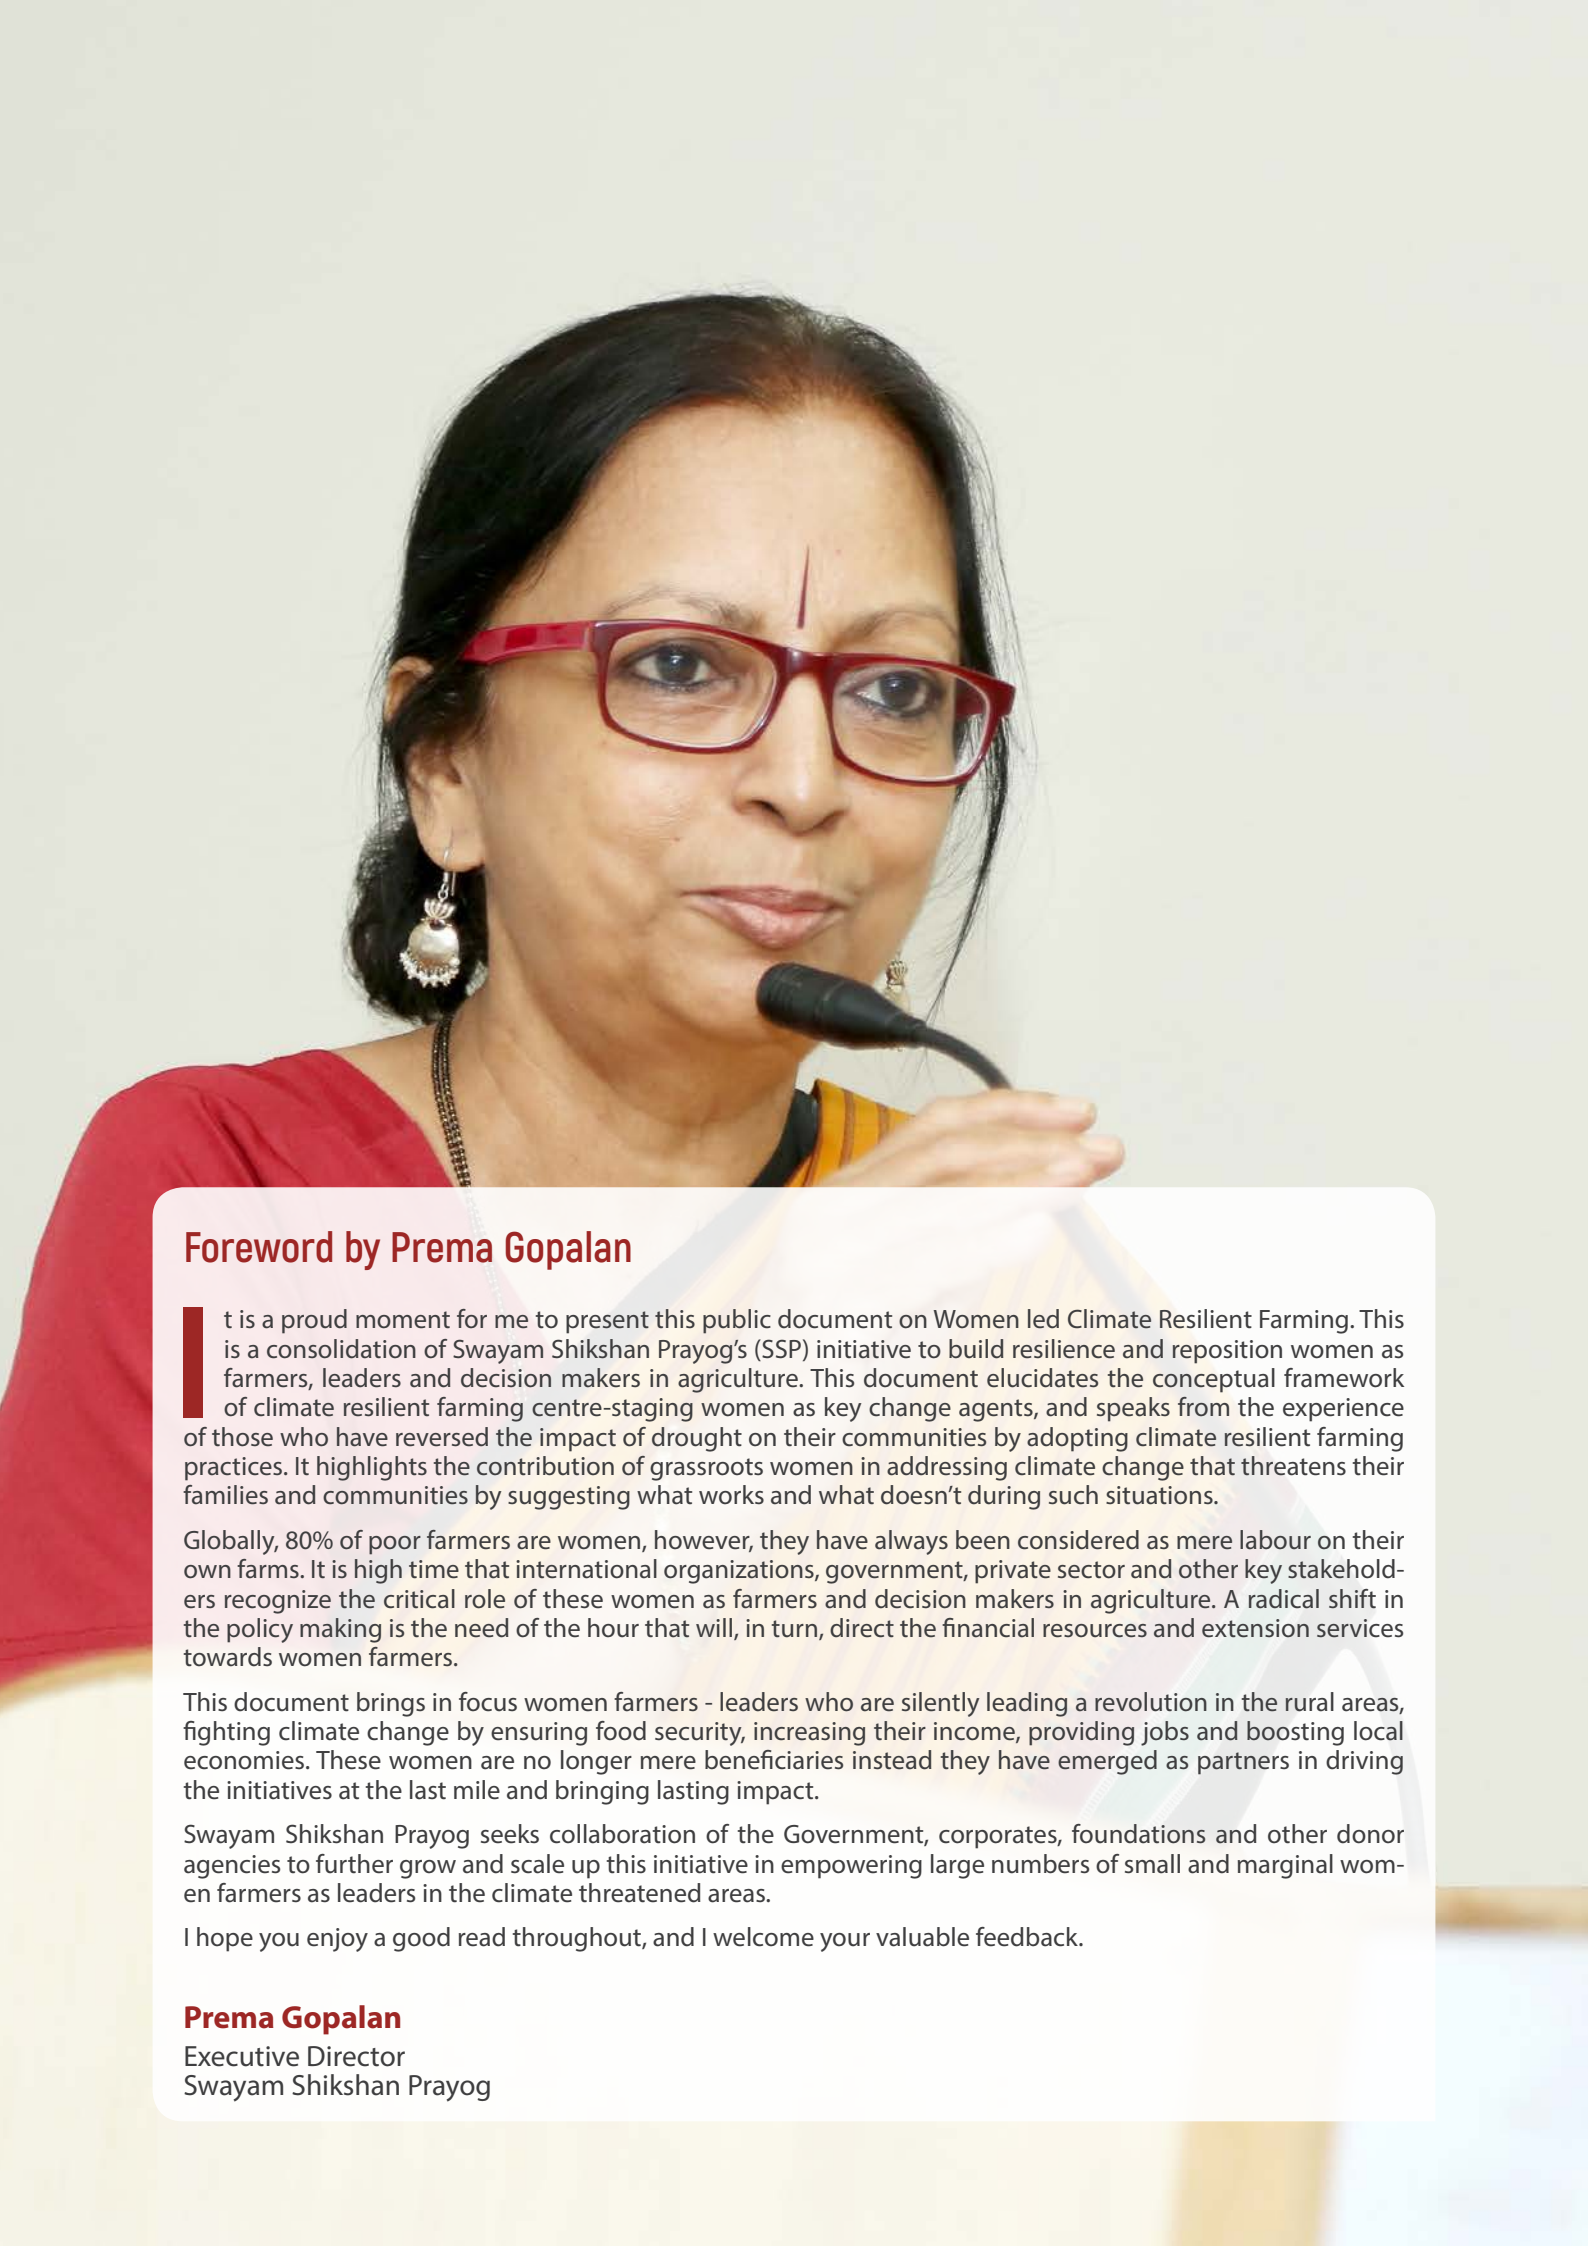 Foreword by Prema Gopalan
It is a proud moment for me to present this public document on Women led Climate Resilient Farming. This
is a consolidation of Swayam Shikshan Prayog’s (SSP) initiative to build resilience and reposition women as
farmers, leaders and decision makers in agriculture. This document elucidates the conceptual framework
of climate resilient farming centre-staging women as key change agents, and speaks from the experience
of those who have reversed the impact of drought on their communities by adopting climate resilient farming
practices. It highlights the contribution of grassroots women in addressing climate change that threatens their
families and communities by suggesting what works and what doesn’t during such situations.
Globally, 80% of poor farmers are women, however, they have always been considered as mere labour on their
own farms. It is high time that international organizations, government, private sector and other key stakehold-
ers recognize the critical role of these women as farmers and decision makers in agriculture. A radical shift in
the policy making is the need of the hour that will, in turn, direct the financial resources and extension services
towards women farmers.
This document brings in focus women farmers - leaders who are silently leading a revolution in the rural areas,
fighting climate change by ensuring food security, increasing their income, providing jobs and boosting local
economies. These women are no longer mere beneficiaries instead they have emerged as partners in driving
the initiatives at the last mile and bringing lasting impact.
Swayam Shikshan Prayog seeks collaboration of the Government, corporates, foundations and other donor
agencies to further grow and scale up this initiative in empowering large numbers of small and marginal wom-
en farmers as leaders in the climate threatened areas.
I hope you enjoy a good read throughout, and I welcome your valuable feedback.
Prema Gopalan
Executive Director
Swayam Shikshan Prayog